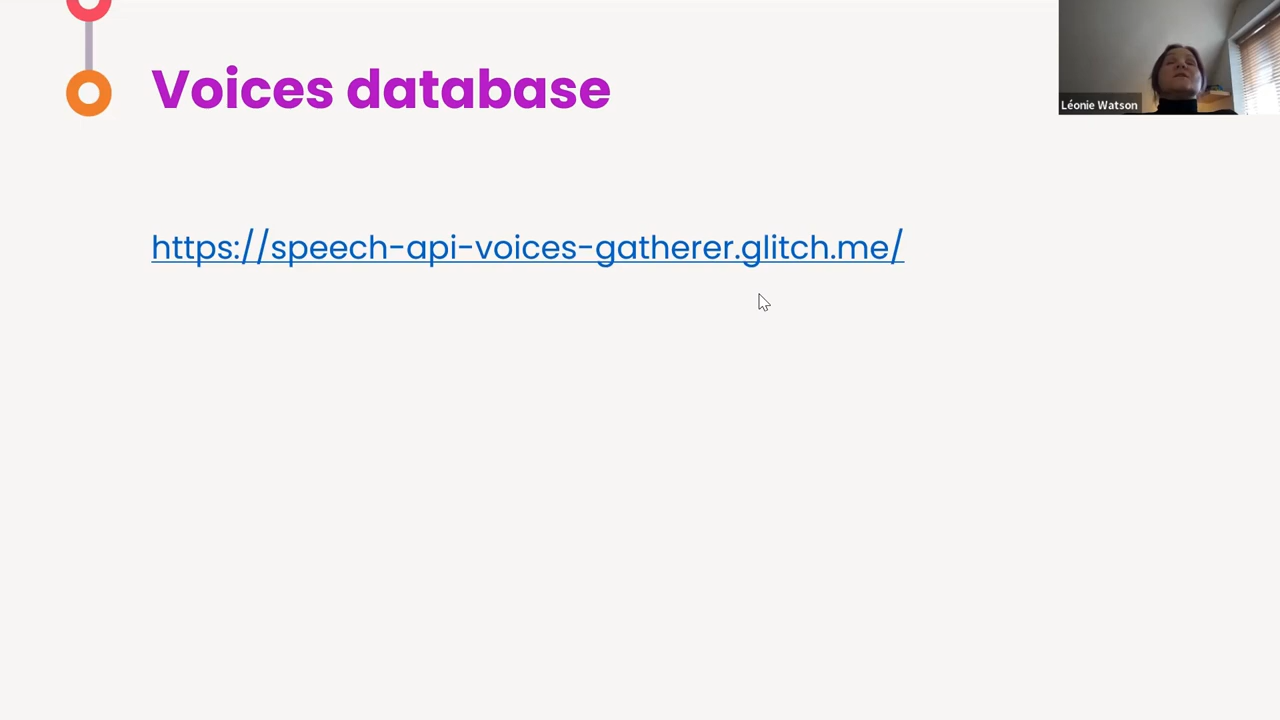 Voices database
Léonie Watson
https://speech-api-voices-gatherer.glitch.me/